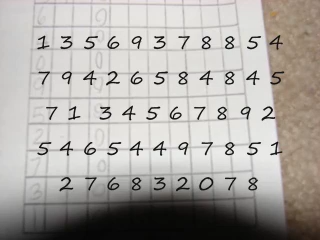 1 3 5 6 9 3 7 8 8 5 4
7 9 4 2 6 5 8 4 8 4 5
7 1 3 4 5 6 7 8 9 2
5 4 6 5 4 4 9 7 8 5 1
2 7 6 8 3 2 0 7 8